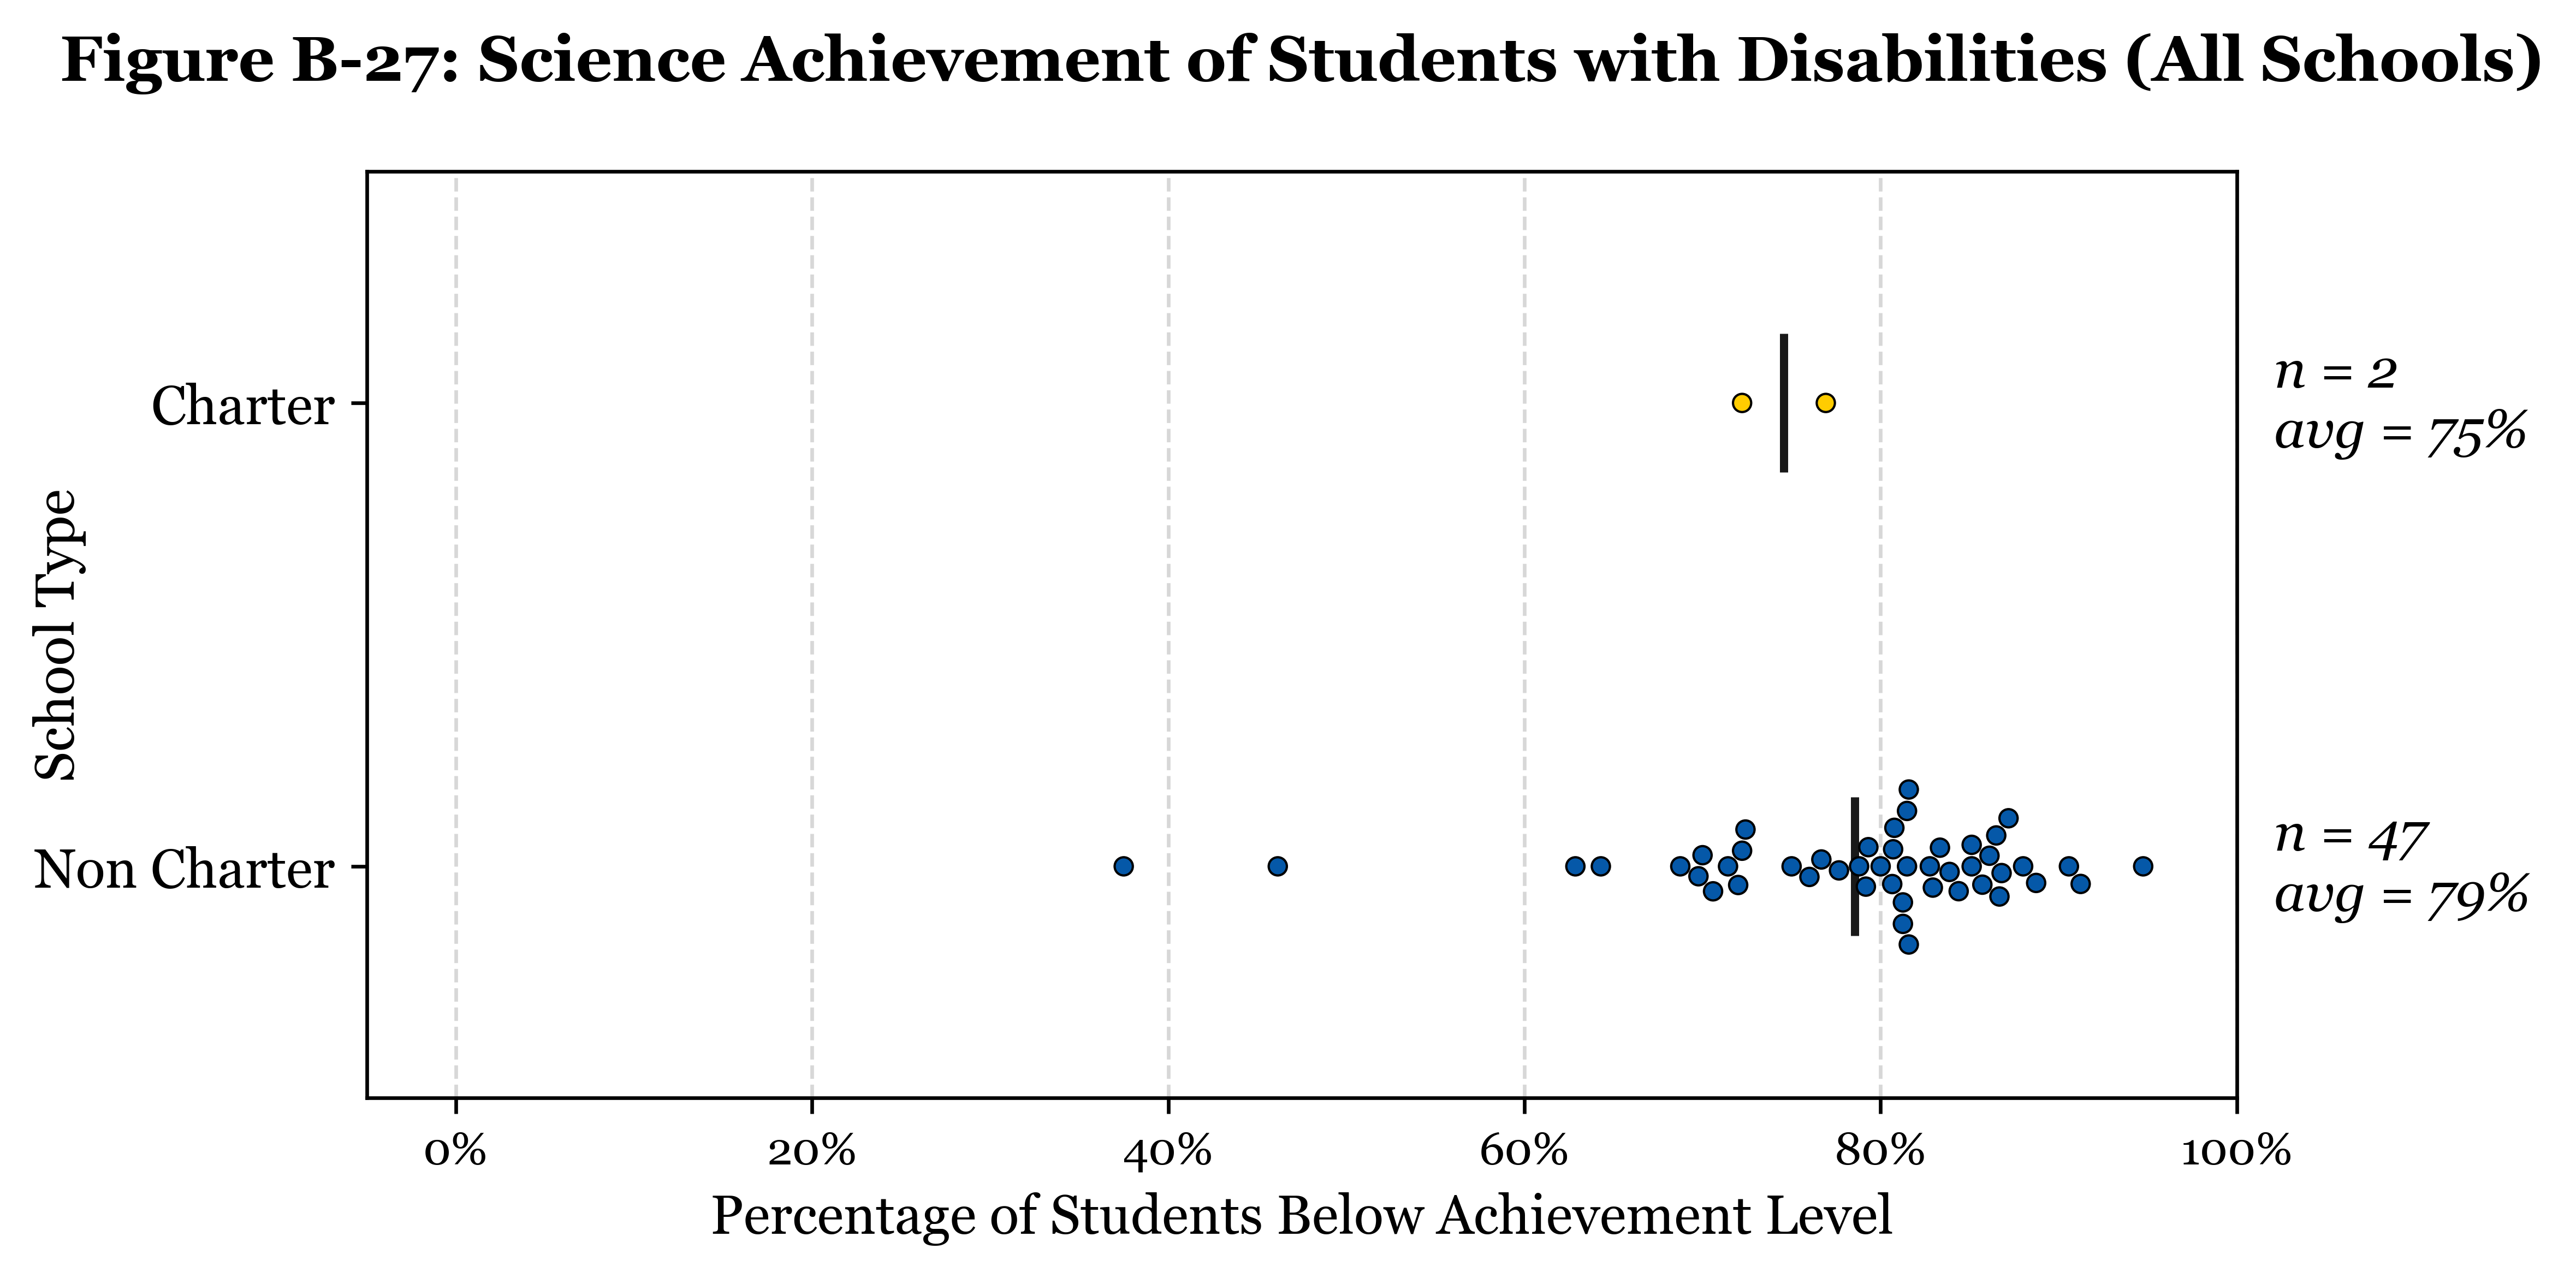 Figure B-27: Science Achievement of Students with Disabilities (All Schools)
School Type
Charter
n = 2
avg = 75%
Non Charter
n = 47
avg = 79%
0% 20% 40% 60% 80% 100%
Percentage of Students Below Achievement Level